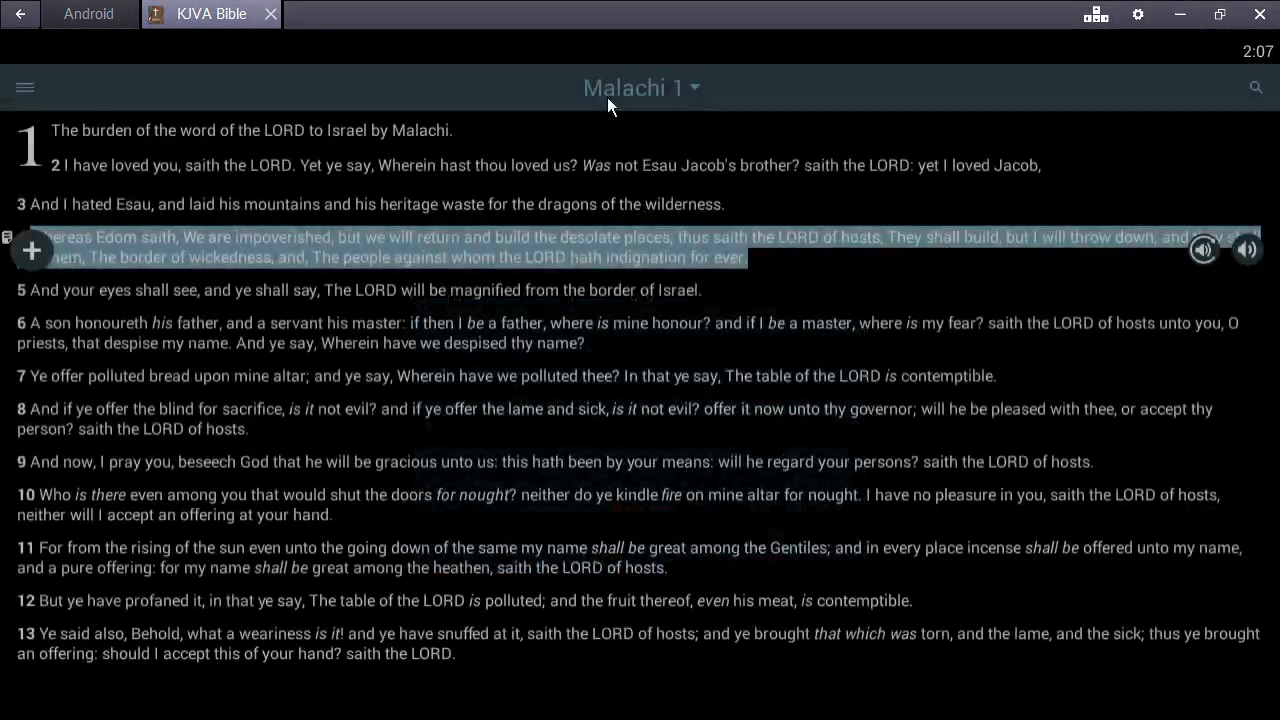 Android
KJVA Bible
2:07
Malachi 1
1 The burden of the word of the LORD to Israel by Malachi.
2 I have loved you, saith the LORD. Yet ye say, Wherein hast thou loved us? Was not Esau Jacob's brother? saith the LORD: yet I loved Jacob,
3 And I hated Esau, and laid his mountains and his heritage waste for the dragons of the wilderness.
Edom saith, We are impoverished, but we will return and build the desolate places; thus saith the LORD of hosts, They shall build, but I will throw down; and
them, The border of wickedness, and, The people against whom the LORD hath indignation for ever.
5 And your eyes shall see, and ye shall say, The LORD will be magnified from the border of Israel.
6 A son honoureth his father, and a servant his master: if then I be a father, where is mine honour? and if I be a master, where is my fear? saith the LORD of hosts unto you, O
priests, that despise my name. And ye say, Wherein have we despised thy name?
7 Ye offer polluted bread upon mine altar; and ye say, Wherein have we polluted thee? In that ye say, The table of the LORD is contemptible.
8 And if ye offer the blind for sacrifice, is it not evil? and if ye offer the lame and sick, is it not evil? offer it now unto thy governor; will he be pleased with thee, or accept thy
person? saith the LORD of hosts.
9 And now, I pray you, beseech God that he will be gracious unto us: this hath been by your means: will he regard your persons? saith the LORD of hosts.
10 Who is there even among you that would shut the doors for nought? neither do ye kindle fire on mine altar for nought. I have no pleasure in you, saith the LORD of hosts,
neither will I accept an offering at your hand.
11 For from the rising of the sun even unto the going down of the same my name shall be great among the Gentiles; and in every place incense shall be offered unto my name,
and a pure offering: for my name shall be great among the heathen, saith the LORD of hosts.
12 But ye have profaned it, in that ye say, The table of the LORD is polluted; and the fruit thereof, even his meat, is contemptible.
13 Ye said also, Behold, what a weariness is it! and ye have snuffed at it, saith the LORD of hosts; and ye brought that which was torn, and the lame, and the sick; thus ye brought
an offering: should I accept this of your hand? saith the LORD.